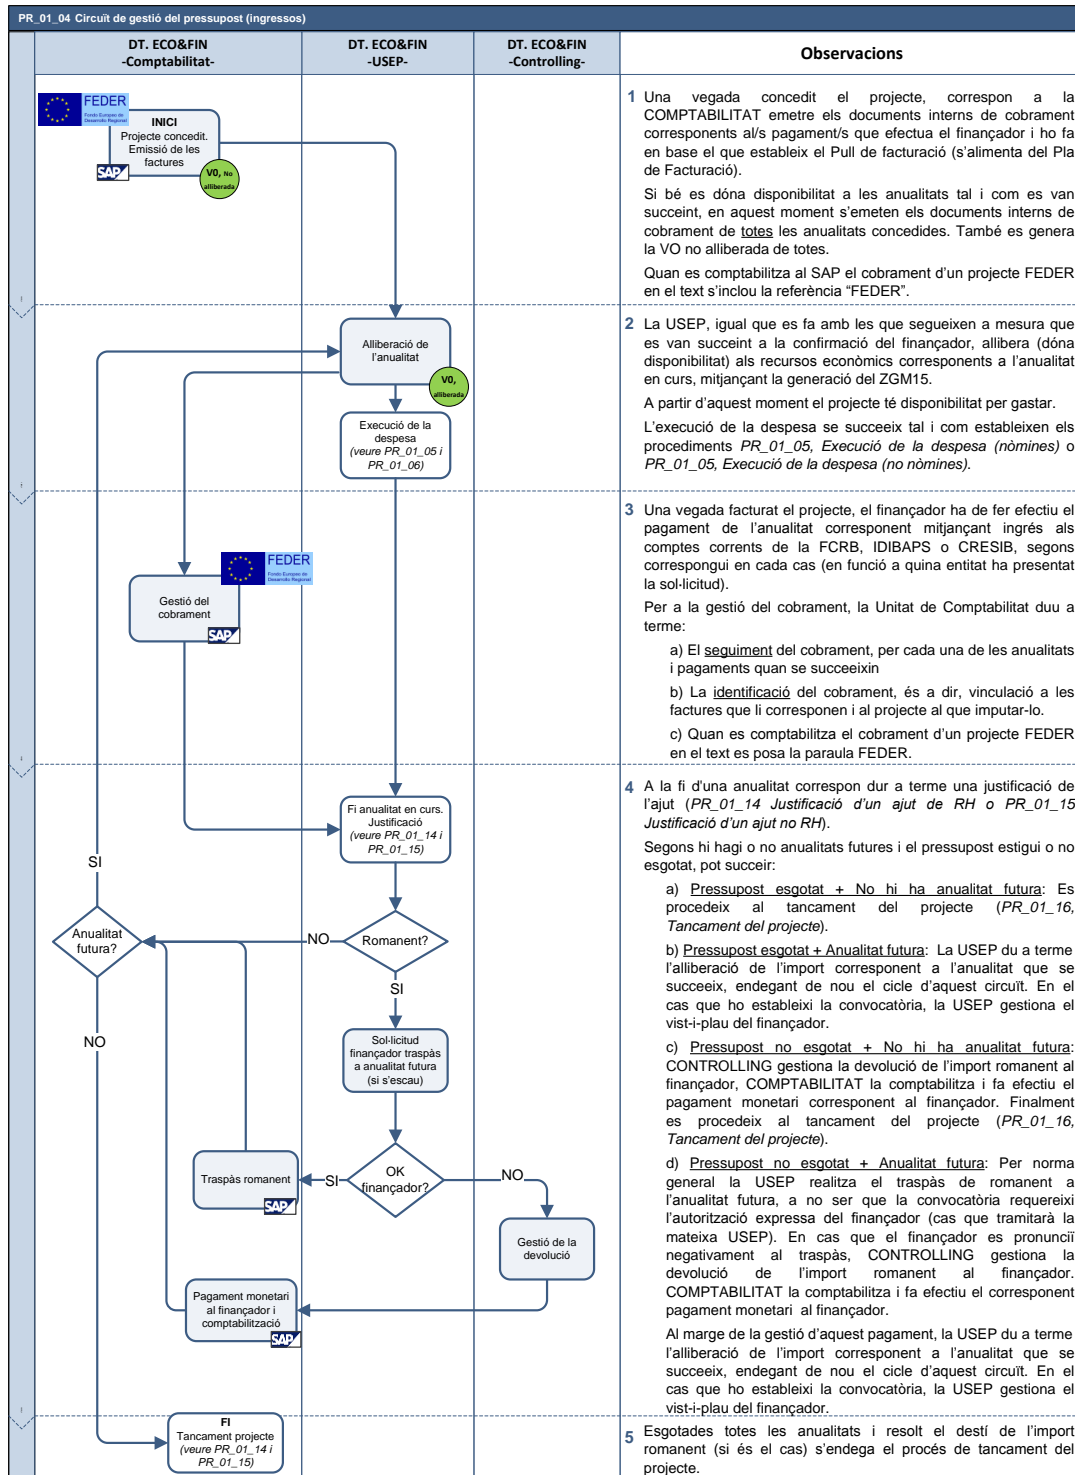 PR_01_04 Circuït de gestió del pressupost (ingressos)
DT. ECO&FIN
-Comptabilitat-
DT. ECO&FIN
-USEP-
DT. ECO&FIN
-Controlling-
Observacions
FEDER
Fondo Europeo de
Desarrollo Regional
INICI
Projecte concedit.
Emissió de les
factures
SAP
V0, No
alliberada
1 Una vegada concedit el projecte, correspon a la
COMPTABILITAT emetre els documents interns de cobrament
corresponents al/s pagament/s que efectua el finançador i ho fa
en base el que estableix el Pull de facturació (s'alimenta del Pla
de Facturació).
Si bé es dóna disponibilitat a les anualitats tal i com es van
succeint, en aquest moment s'emeten els documents interns de
cobrament de totes les anualitats concedides. També es genera
la VO no alliberada de totes.
Quan es comptabilitza al SAP el cobrament d'un projecte FEDER
en el text s'inclou la referència “FEDER”.
Alliberació de
l'anualitat
V0,
alliberada
Execució de la
despesa
(veure PR_01_05 i
PR_01_06)
2 La USEP, igual que es fa amb les que segueixen a mesura que
es van succeint a la confirmació del finançador, allibera (dóna
disponibilitat) als recursos econòmics corresponents a l'anualitat
en curs, mitjançant la generació del ZGM15.
A partir d'aquest moment el projecte té disponibilitat per gastar.
L'execució de la despesa se succeeix tal i com estableixen els
procediments PR_01_05, Execució de la despesa (nòmines) o
PR_01_05, Execució de la despesa (no nòmines).
FEDER
Fondo Europeo de
Desarrollo Regional
Gestió del
cobrament
SAP
3 Una vegada facturat el projecte, el finançador ha de fer efectiu el
pagament de l'anualitat corresponent mitjançant ingrés als
comptes corrents de la FCRB, IDIBAPS o CRESIB, segons
correspongui en cada cas (en funció a quina entitat ha presentat
la sol·licitud).
Per a la gestió del cobrament, la Unitat de Comptabilitat duu a
terme:
a) El seguiment del cobrament, per cada una de les anualitats
i pagaments quan se succeeixin
b) La identificació del cobrament, és a dir, vinculació a les
factures que li corresponen i al projecte al que imputar-lo.
c) Quan es comptabilitza el cobrament d'un projecte FEDER
en el text es posa la paraula FEDER.
Fi anualitat en curs.
Justificació
(veure PR_01_14 i
PR_01_15)
SI
Anualitat
futura?
NO
Romanent?
SI
NO
Sol·licitud
finançador traspàs
a anualitat futura
(si s'escau)
Traspàs romanent
SAP
SI
OK
finançador?
NO
Gestió de la
devolució
Pagament monetari
al finançador i
comptabilització
SAP
4 A la fi d'una anualitat correspon dur a terme una justificació de
l'ajut (PR_01_14 Justificació d'un ajut de RH o PR_01_15
Justificació d'un ajut no RH).
Segons hi hagi o no anualitats futures i el pressupost estigui o no
esgotat, pot succeir:
a) Pressupost esgotat + No hi ha anualitat futura: Es
procedeix al tancament del projecte (PR_01_16,
Tancament del projecte).
b) Pressupost esgotat + Anualitat futura: La USEP du a terme
l'alliberació de l'import corresponent a l'anualitat que se
succeeix, endegant de nou el cicle d'aquest circuït. En el
cas que ho estableixi la convocatòria, la USEP gestiona el
vist-i-plau del finançador.
c) Pressupost no esgotat + No hi ha anualitat futura:
CONTROLLING gestiona la devolució de l'import romanent al
finançador, COMPTABILITAT la comptabilitza i fa efectiu el
pagament monetari corresponent al finançador. Finalment
es procedeix al tancament del projecte (PR_01_16,
Tancament del projecte).
d) Pressupost no esgotat + Anualitat futura: Per norma
general la USEP realitza el traspàs de romanent a
l'anualitat futura, a no ser que la convocatòria requereixi
l'autorització expressa del finançador (cas que tramitarà la
mateixa USEP). En cas que el finançador es pronunciï
negativament al traspàs, CONTROLLING gestiona la
devolució de l'import romanent al finançador.
COMPTABILITAT la comptabilitza i fa efectiu el corresponent
pagament monetari al finançador.
Al marge de la gestió d'aquest pagament, la USEP du a terme
l'alliberació de l'import corresponent a l'anualitat que se
succeeix, endegant de nou el cicle d'aquest circuït. En el
cas que ho estableixi la convocatòria, la USEP gestiona el
vist-i-plau del finançador.
FI
Tancament projecte
(veure PR_01_14 i
PR_01_15)
5 Esgotades totes les anualitats i resolt el destí de l'import
romanent (si és el cas) s'endega el procés de tancament del
projecte.